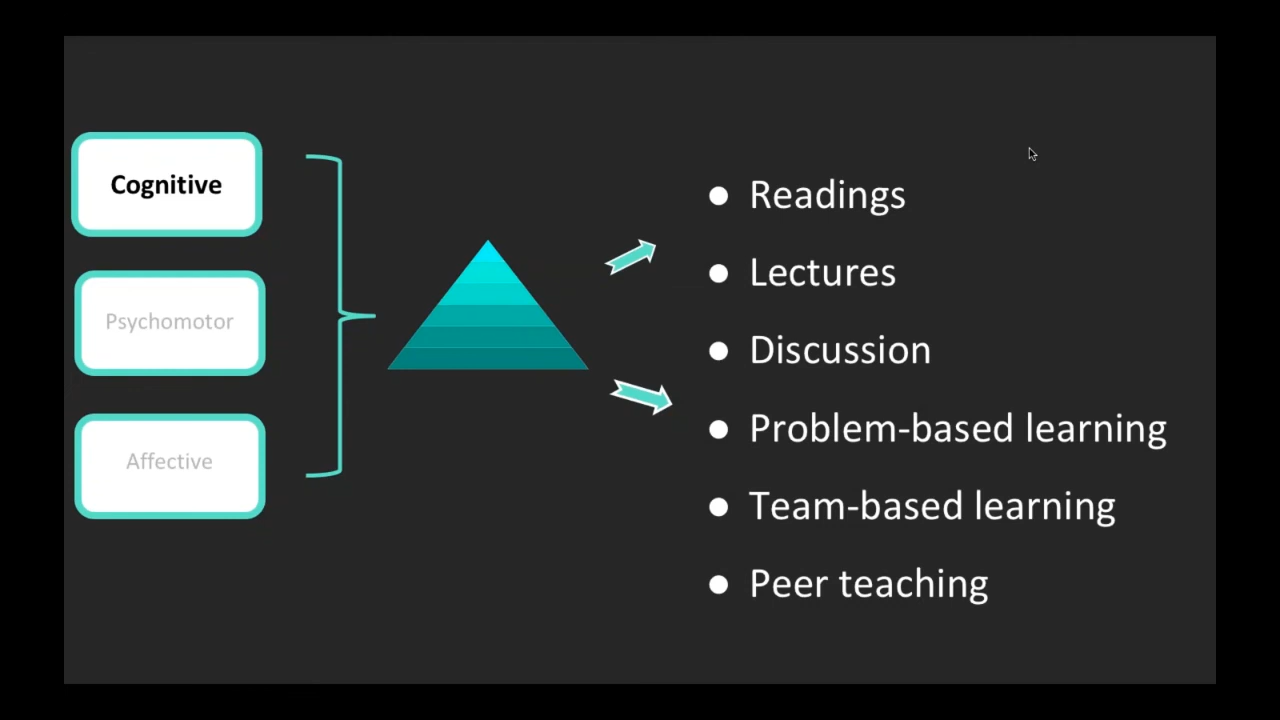 Cognitive
Psychomotor
Affective
● Readings
● Lectures
● Discussion
● Problem-based learning
● Team-based learning
● Peer teaching